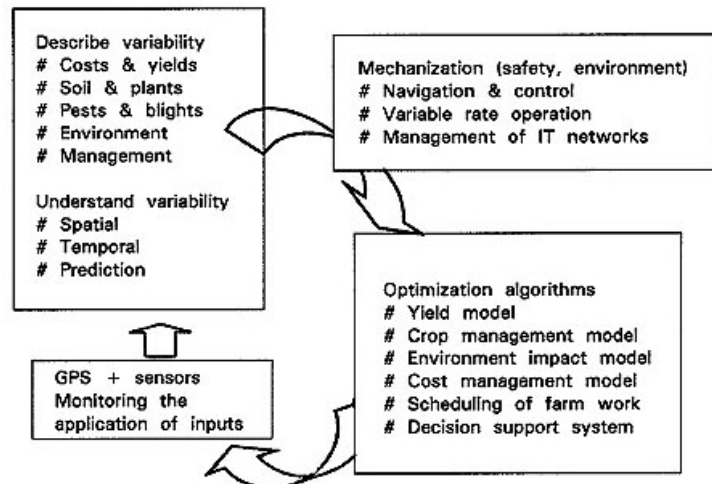 Describe variability
# Costs & yields
# Soil & plants
# Pests & blights
# Environment
# Management
Understand variability
# Spatial
# Temporal
# Prediction
Mechanization (safety, environment)
# Navigation & control
# Variable rate operation
# Management of IT networks
Optimization algorithms
# Yield model
# Crop management model
# Environment impact model
# Cost management model
# Scheduling of farm work
# Decision support system
GPS + sensors
Monitoring the
application of inputs